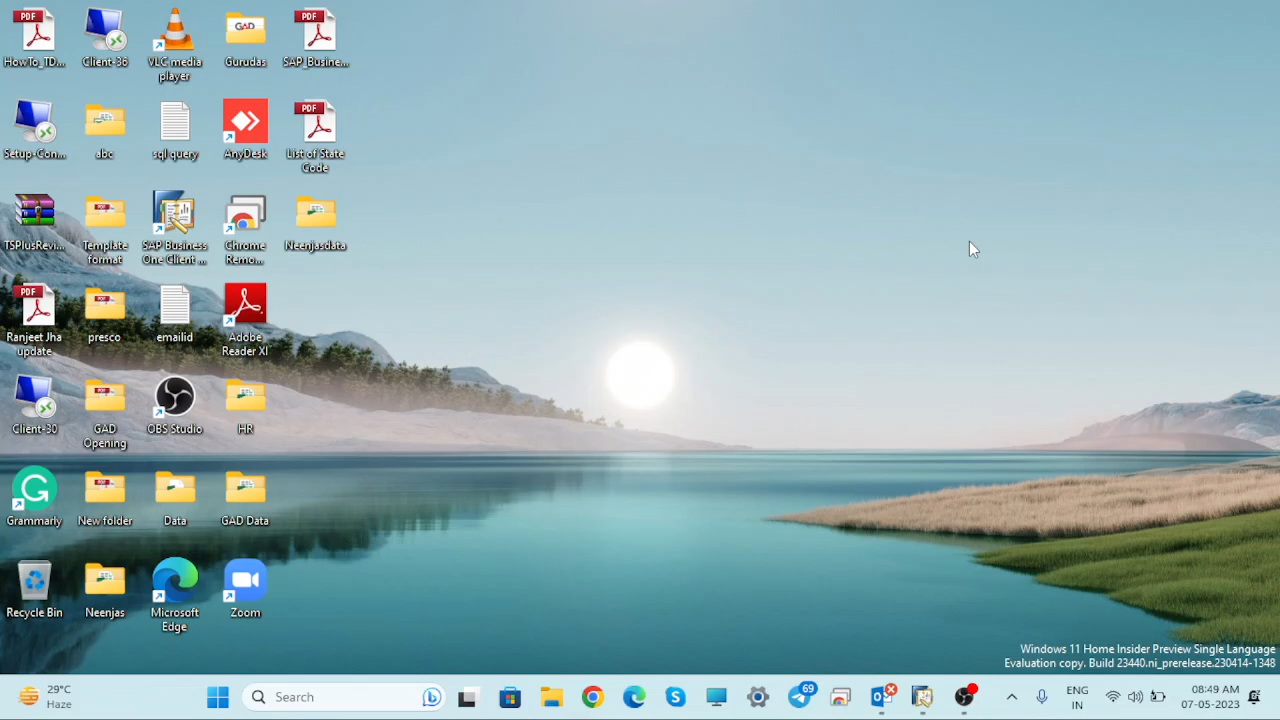 HowTo_TD...
Client-36
VLC media
player
GAD
Gurudas
SAP_Busine...
Setup-Con...
abc
sql query
AnyDesk
List of State
Code
TSPlusRevi...
Template
format
SAP Business
One Client ...
Chrome
Remo...
Neenjasdata
Ranjeet Jha
update
presco
emailid
Adobe
Reader XI
Client-30
GAD
Opening
OBS Studio
HR
Grammarly
New folder
Data
GAD Data
Recycle Bin
Neenjas
Microsoft
Edge
Zoom
Windows 11 Home Insider Preview Single Language
Evaluation copy. Build 23440.ni_prerelease.230414-1348
29°C
Haze
Search
69
ENG
IN
08:49 AM
07-05-2023